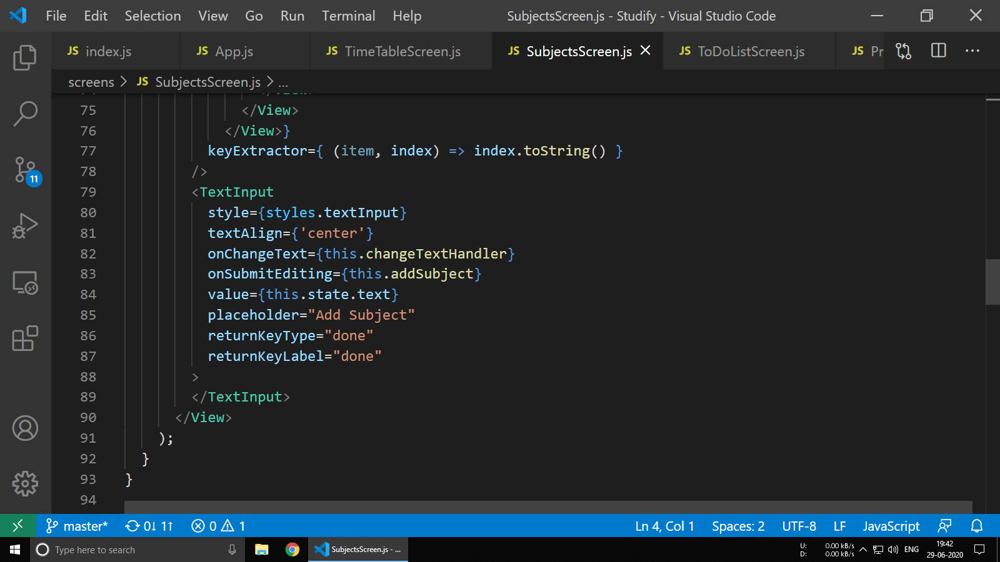 File Edit Selection View Go Run Terminal Help SubjectsScreen.js - Studify - Visual Studio Code
JS index.js JS App.js JS TimeTableScreen.js JS SubjectsScreen.js JS ToDoListScreen.js JS Pr
screens > JS SubjectsScreen.js > ...
75 </View>
76 </View>}
77 keyExtractor={ (item, index) => index.toString() }
78 />
79 <TextInput
80 style={styles.textInput}
81 textAlign={'center'}
82 onChangeText={this.changeTextHandler}
83 onSubmitEditing={this.addSubject}
84 value={this.state.text}
85 placeholder="Add Subject"
86 returnKeyType="done"
87 returnKeyLabel="done"
88 >
89 </TextInput>
90 </View>
91 );
92 }
93 }
94
11
master* 0↓ 1↑ 0 1 Ln 4, Col 1 Spaces: 2 UTF-8 LF JavaScript
Type here to search SubjectsScreen.js - ... U: 0.00 kB/s ENG 19:42
D: 0.00 kB/s 29-06-2020